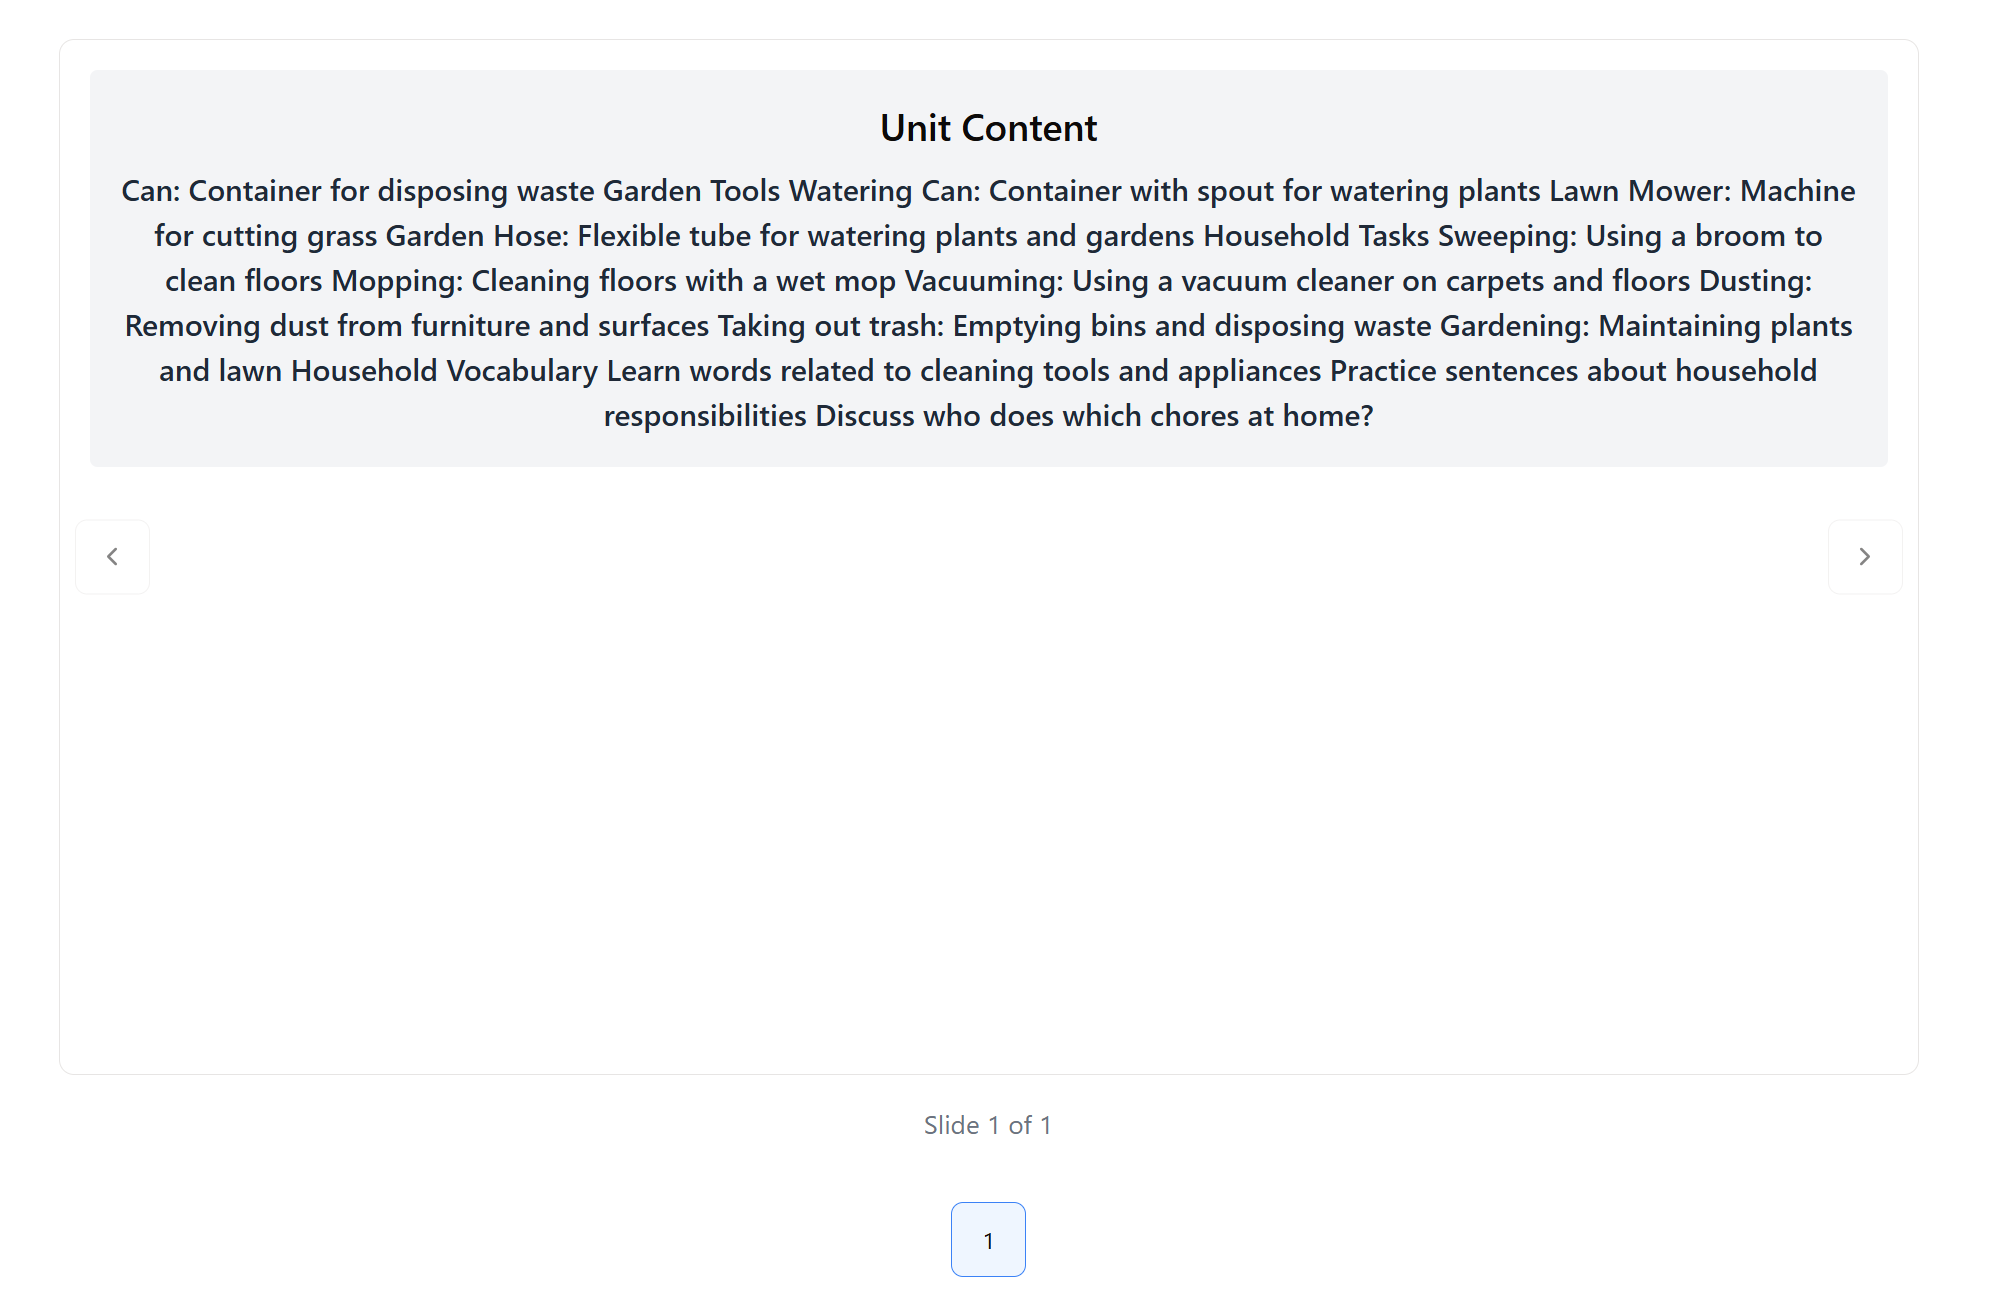 Unit Content
Can: Container for disposing waste Garden Tools Watering Can: Container with spout for watering plants Lawn Mower: Machine
for cutting grass Garden Hose: Flexible tube for watering plants and gardens Household Tasks Sweeping: Using a broom to
clean floors Mopping: Cleaning floors with a wet mop Vacuuming: Using a vacuum cleaner on carpets and floors Dusting:
Removing dust from furniture and surfaces Taking out trash: Emptying bins and disposing waste Gardening: Maintaining plants
and lawn Household Vocabulary Learn words related to cleaning tools and appliances Practice sentences about household
responsibilities Discuss who does which chores at home?
Slide 1 of 1
1